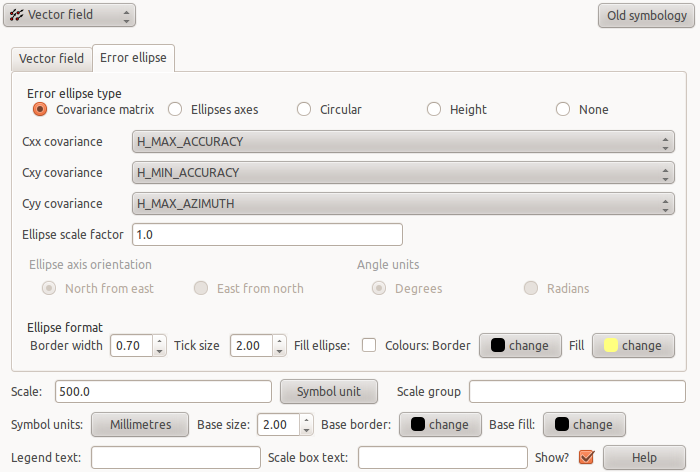 Vector field Old symbology
Vector field Error ellipse
Error ellipse type
Covariance matrix Ellipses axes Circular Height None
Cxx covariance H_MAX_ACCURACY
Cxy covariance H_MIN_ACCURACY
Cyy covariance H_MAX_AZIMUTH
Ellipse scale factor 1.0
Ellipse axis orientation Angle units
North from east East from north Degrees Radians
Ellipse format
Border width 0.70 Tick size 2.00 Fill ellipse: Colours: Border change Fill change
Scale: 500.0 Symbol unit Scale group
Symbol units: Millimetres Base size: 2.00 Base border: change Base fill: change
Legend text: Scale box text: Show? Help